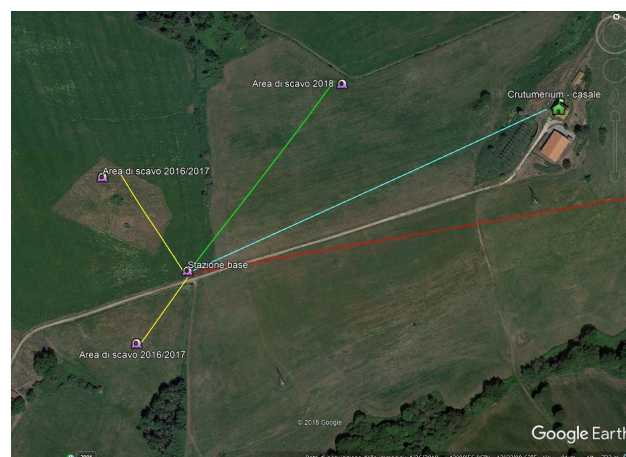 N
Area di scavo 2018
Crutumerium - casale
Area di scavo 2016/2017
Stazione base
Area di scavo 2016/2017
© 2018 Google
Google Earth